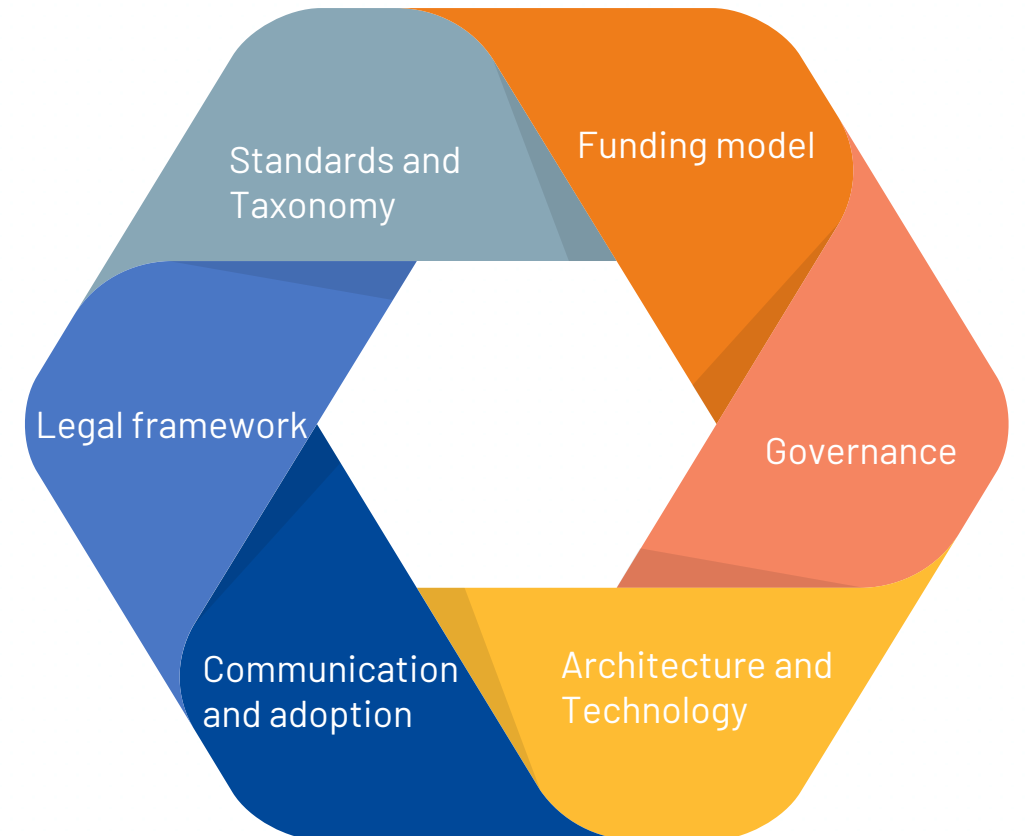 Standards and
Taxonomy
Funding model
Governance
Architecture and
Technology
Communication
and adoption
Legal framework